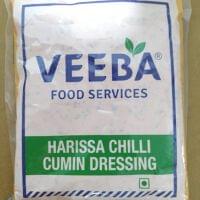 VEEBA®
FOOD SERVICES
HARISSA CHILLI
CUMIN DRESSING